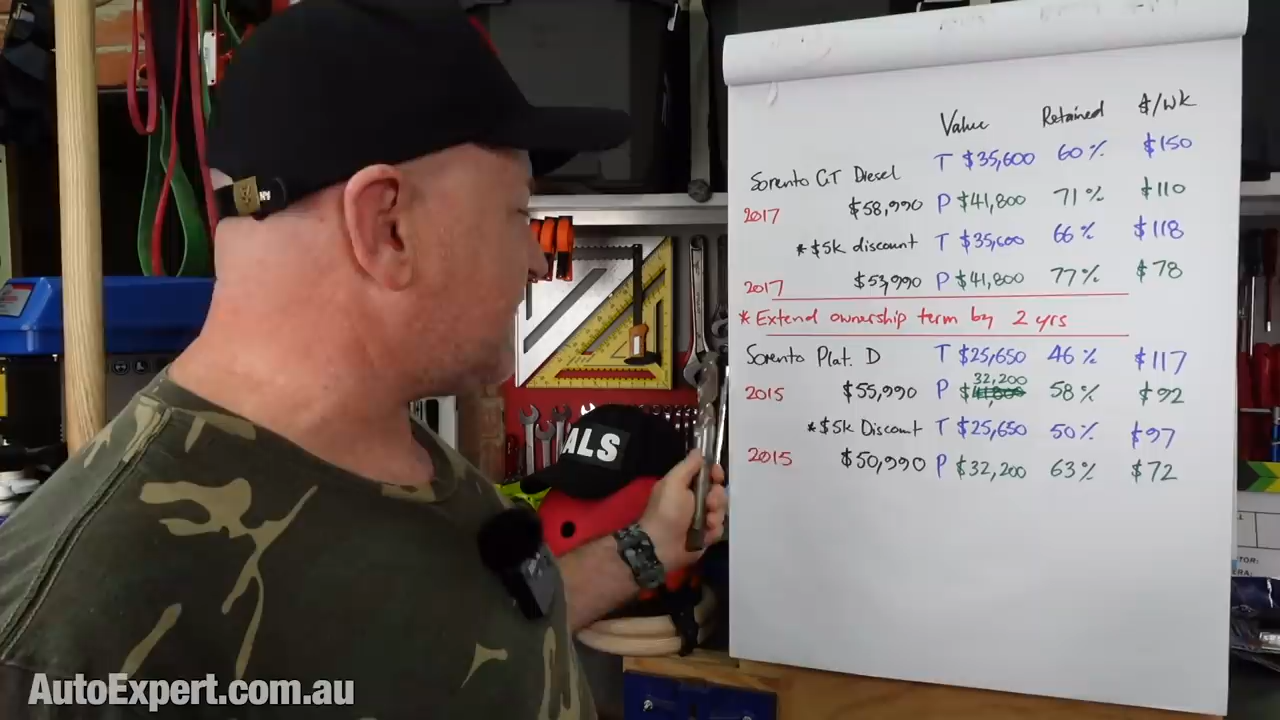 Value Retained $/wk
T $35,600 60% $150
Sorento GT Diesel
2017 $58,990 P $41,800 71% $110
*$5k discount T $35,600 66% $118
2017 $53,990 P $41,800 77% $78
* Extend ownership term by 2 yrs
Sorento Plat. D T $25,650 46% $117
32,200
2015 $55,990 P $ 58% $92
*$5k Discount T $25,650 50% $97
2015 $50,990 P $32,200 63% $72
ALS
AutoExpert.com.au